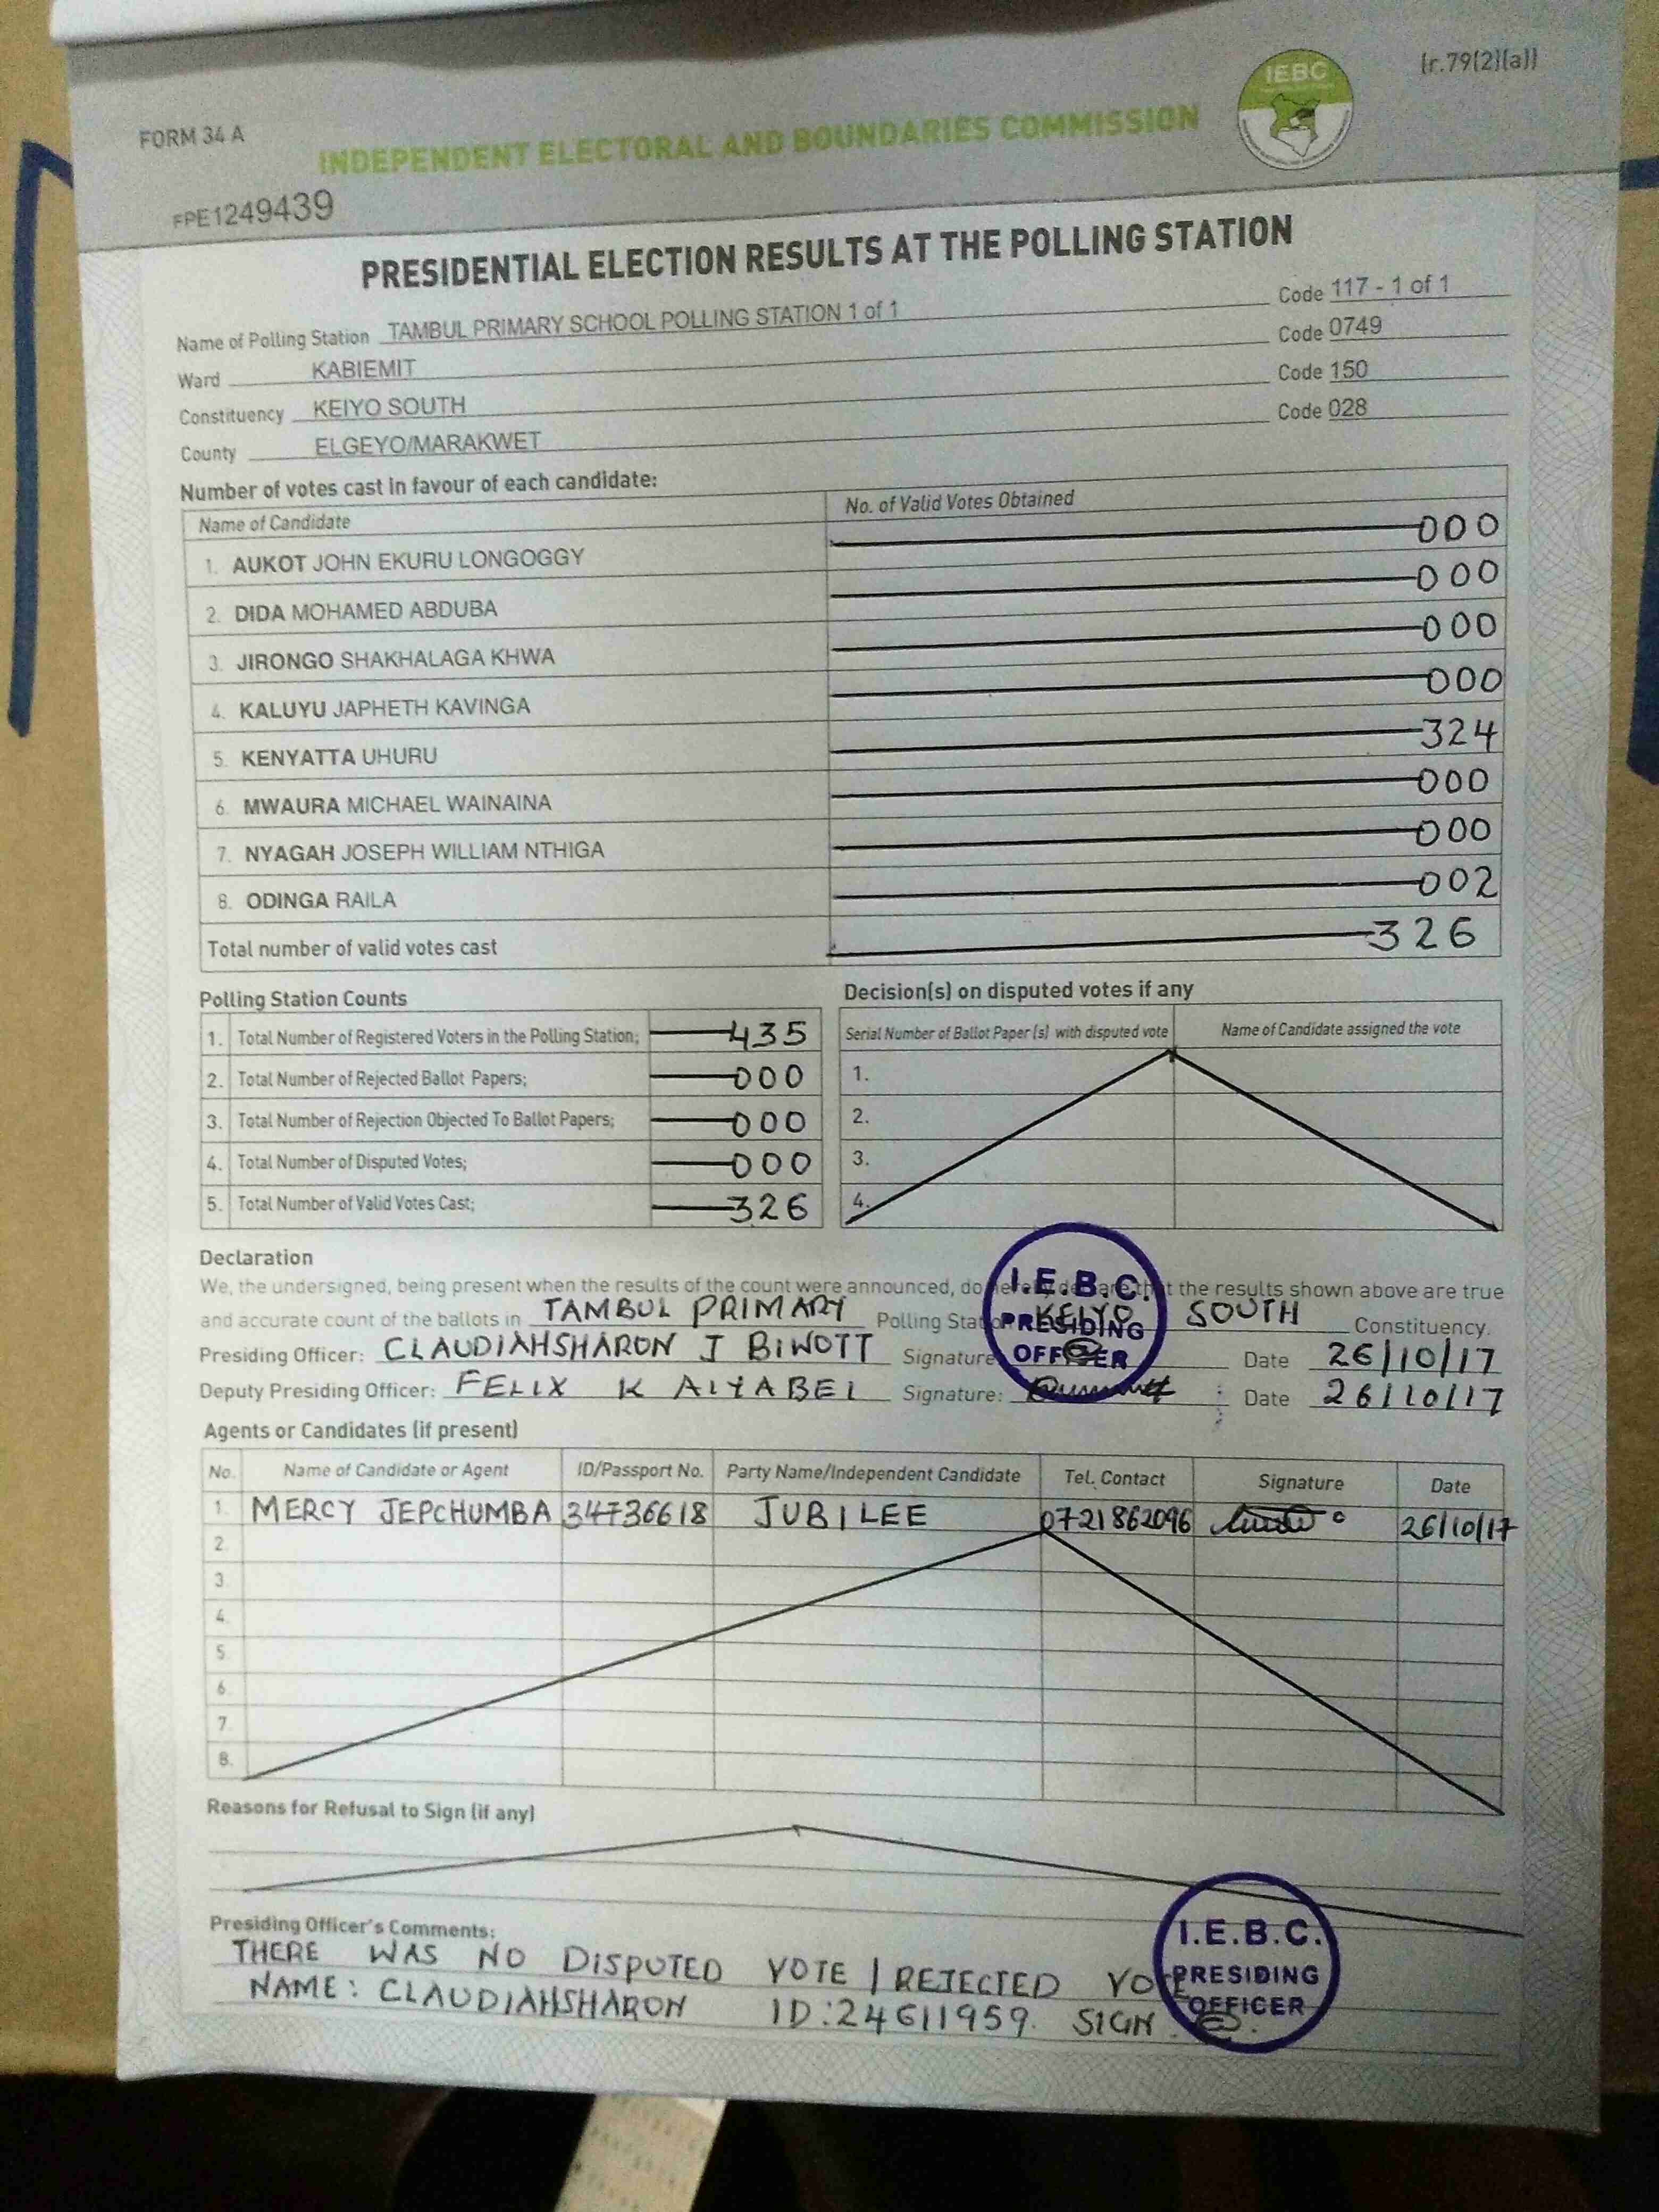 (r.79(2)(a))
IEBC
FORM 34 A
INDEPENDENT ELECTORAL AND BOUNDARIES COMMISSION
FPE1249439
PRESIDENTIAL ELECTION RESULTS AT THE POLLING STATION
Name of Polling Station TAMBUL PRIMARY SCHOOL POLLING STATION 1 of 1 Code 117 - 1 of 1
Ward KABIEMIT Code 0749
Constituency KEIYO SOUTH Code 150
County ELGEYO/MARAKWET Code 028
Number of votes cast in favour of each candidate:
Name of Candidate No. of Valid Votes Obtained
1. AUKOT JOHN EKURU LONGOGGY 000
2. DIDA MOHAMED ABDUBA 000
3. JIRONGO SHAKHALAGA KHWA 000
4. KALUYU JAPHETH KAVINGA 000
5. KENYATTA UHURU 324
6. MWAURA MICHAEL WAINAINA 000
7. NYAGAH JOSEPH WILLIAM NTHIGA 000
8. ODINGA RAILA 002
Total number of valid votes cast 326
Polling Station Counts
1. Total Number of Registered Voters in the Polling Station; 435
2. Total Number of Rejected Ballot Papers; 000
3. Total Number of Rejection Objected To Ballot Papers; 000
4. Total Number of Disputed Votes; 000
5. Total Number of Valid Votes Cast; 326
Decision(s) on disputed votes if any
Serial Number of Ballot Paper (s) with disputed vote Name of Candidate assigned the vote
1.
2.
3.
4.
Declaration
We, the undersigned, being present when the results of the count were announced, do hereby declare that the results shown above are true
and accurate count of the ballots in TAMBUL PRIMARY Polling Station KEIYO SOUTH Constituency.
Presiding Officer: CLAUDIAHSHARON J BIWOTT Signature Date 26/10/17
Deputy Presiding Officer: FELIX K ALYABEI Signature: Date 26/10/17
I.E.B.C.
PRESIDING
OFFICER
Agents or Candidates (if present)
No. Name of Candidate or Agent ID/Passport No. Party Name/Independent Candidate Tel. Contact Signature Date
1. MERCY JEPCHUMBA 34736618 JUBILEE 0721862096 26/10/17
2.
3.
4.
5.
6.
7.
8.
Reasons for Refusal to Sign (if any)
Presiding Officer's Comments:
THERE WAS NO DISPUTED VOTE / REJECTED VOTE
NAME: CLAUDIAHSHARON ID:24611959. SIGN.
I.E.B.C.
PRESIDING
OFFICER